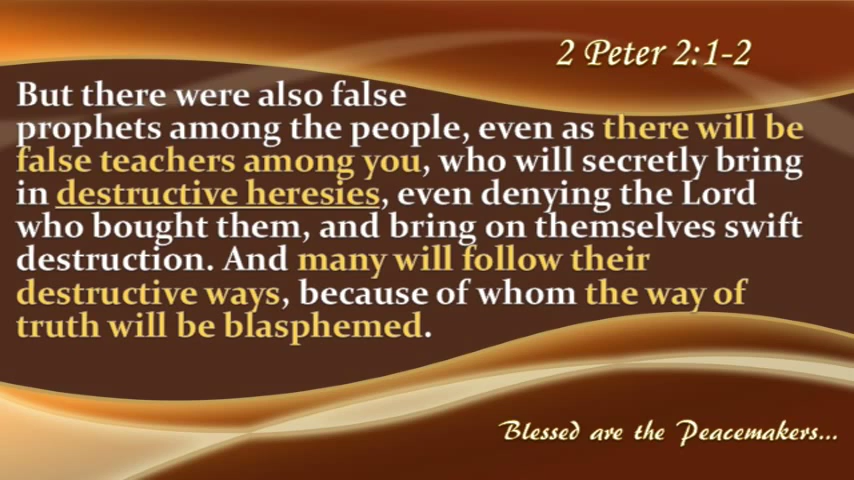 2 Peter 2:1-2
But there were also false
prophets among the people, even as there will be
false teachers among you, who will secretly bring
in destructive heresies, even denying the Lord
who bought them, and bring on themselves swift
destruction. And many will follow their
destructive ways, because of whom the way of
truth will be blasphemed.
Blessed are the Peacemakers...